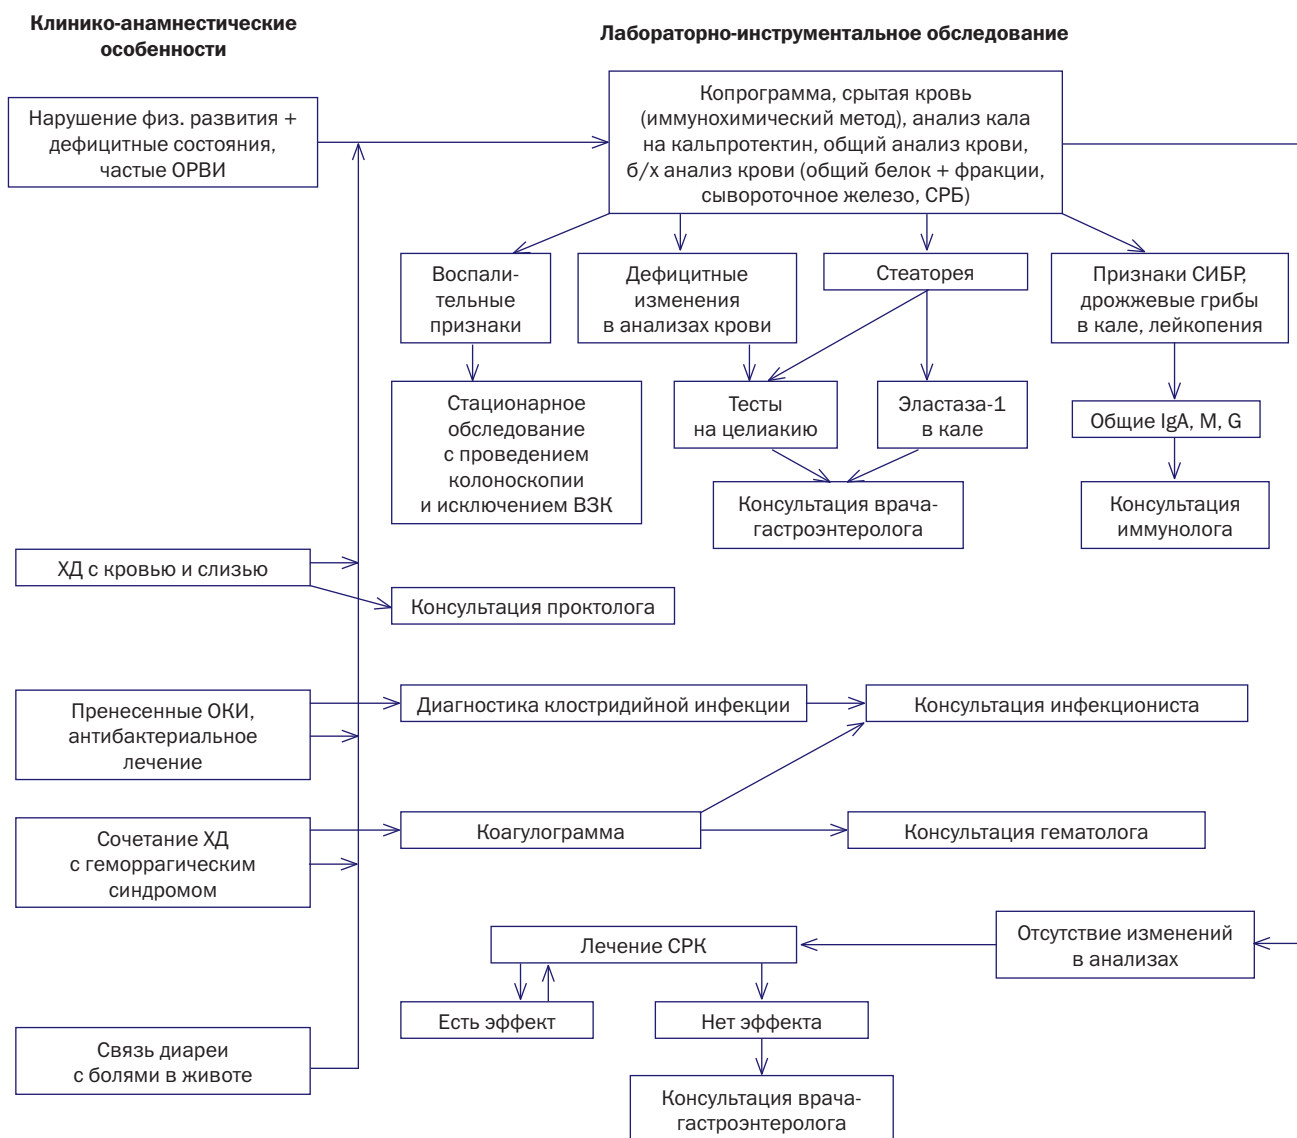 Клинико-анамнестические
особенности
Лабораторно-инструментальное обследование
Нарушение физ. развития +
дефицитные состояния,
частые ОРВИ
Копрограмма, срытая кровь
(иммунохимический метод), анализ кала
на кальпротектин, общий анализ крови,
б/х анализ крови (общий белок + фракции,
сывороточное железо, СРБ)
Воспали-
тельные
признаки
Дефицитные
изменения
в анализах крови
Стеаторея
Признаки СИБР,
дрожжевые грибы
в кале, лейкопения
Стационарное
обследование
с проведением
колоноскопии
и исключением ВЗК
Тесты
на целиакию
Эластаза-1
в кале
Общие IgA, M, G
Консультация врача-
гастроэнтеролога
Консультация
иммунолога
ХД с кровью и слизью
Консультация проктолога
Пренесенные ОКИ,
антибактериальное
лечение
Диагностика клостридийной инфекции
Консультация инфекциониста
Сочетание ХД
с геморрагическим
синдромом
Коагулограмма
Консультация гематолога
Отсутствие изменений
в анализах
Лечение СРК
Есть эффект
Нет эффекта
Связь диареи
с болями в животе
Консультация врача-
гастроэнтеролога